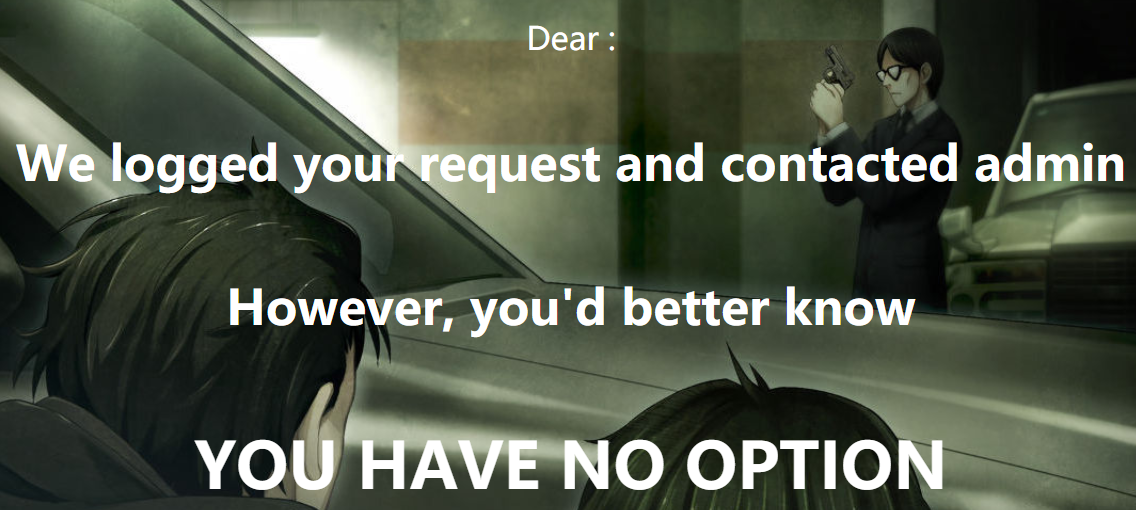 Dear :
We logged your request and contacted admin
However, you'd better know
YOU HAVE NO OPTION